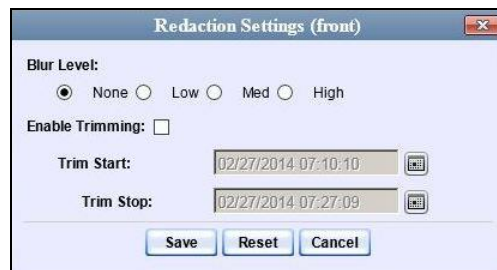 Redaction Settings (front)
Blur Level:
None Low Med High
Enable Trimming:
Trim Start: 02/27/2014 07:10:10
Trim Stop: 02/27/2014 07:27:09
Save Reset Cancel